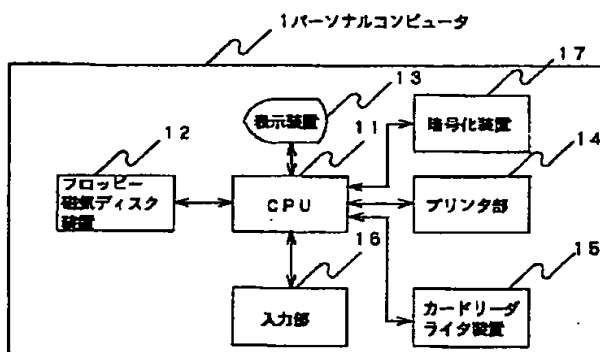 1パーソナルコンピュータ
17
13
表示装置
11
暗号化装置
12
14
フロッピー
磁気ディスク
装置
CPU
プリンタ部
16
15
入力部
カードリーダ
ライタ装置